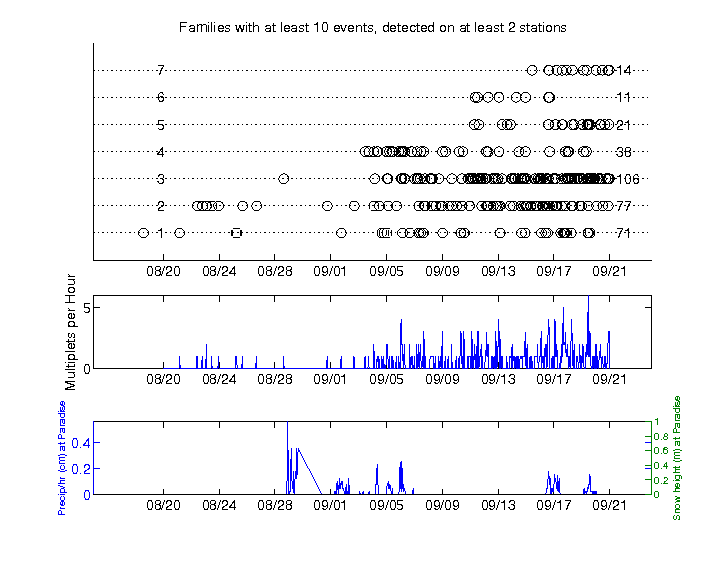 Families with at least 10 events, detected on at least 2 stations
7 14
6 11
5 21
4 38
3 106
2 77
1 71
08/20 08/24 08/28 09/01 09/05 09/09 09/13 09/17 09/21
Multiplets per Hour
5
0
08/20 08/24 08/28 09/01 09/05 09/09 09/13 09/17 09/21
Precip/hr (cm) at Paradise
0.4
0.2
0
1
0.8
0.6
0.4
0.2
0
Snow height (m) at Paradise
08/20 08/24 08/28 09/01 09/05 09/09 09/13 09/17 09/21